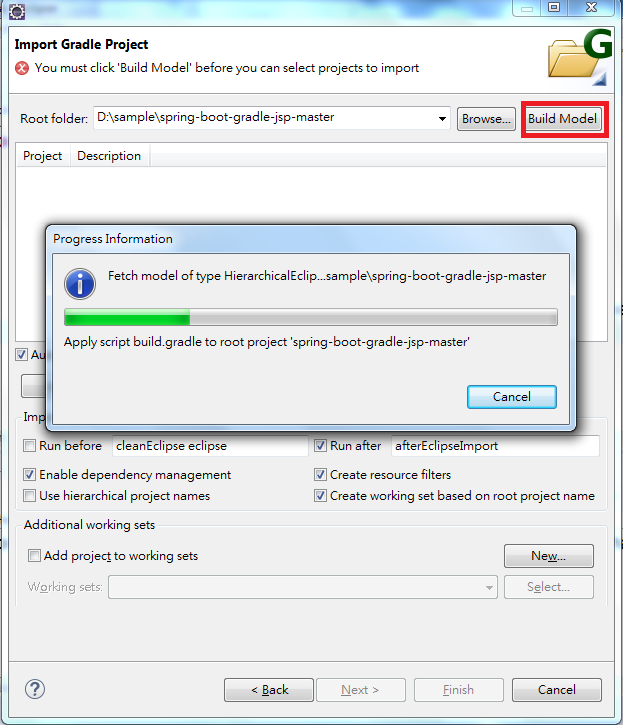 Import Gradle Project
You must click 'Build Model' before you can select projects to import
G
Root folder: D:\sample\spring-boot-gradle-jsp-master Browse... Build Model
Project Description
Progress Information
Fetch model of type HierarchicalEclip...sample\spring-boot-gradle-jsp-master
Apply script build.gradle to root project 'spring-boot-gradle-jsp-master'
Cancel
Run before cleanEclipse eclipse Run after afterEclipseImport
Enable dependency management Create resource filters
Use hierarchical project names Create working set based on root project name
Additional working sets
Add project to working sets New...
Working sets: Select...
< Back Next > Finish Cancel